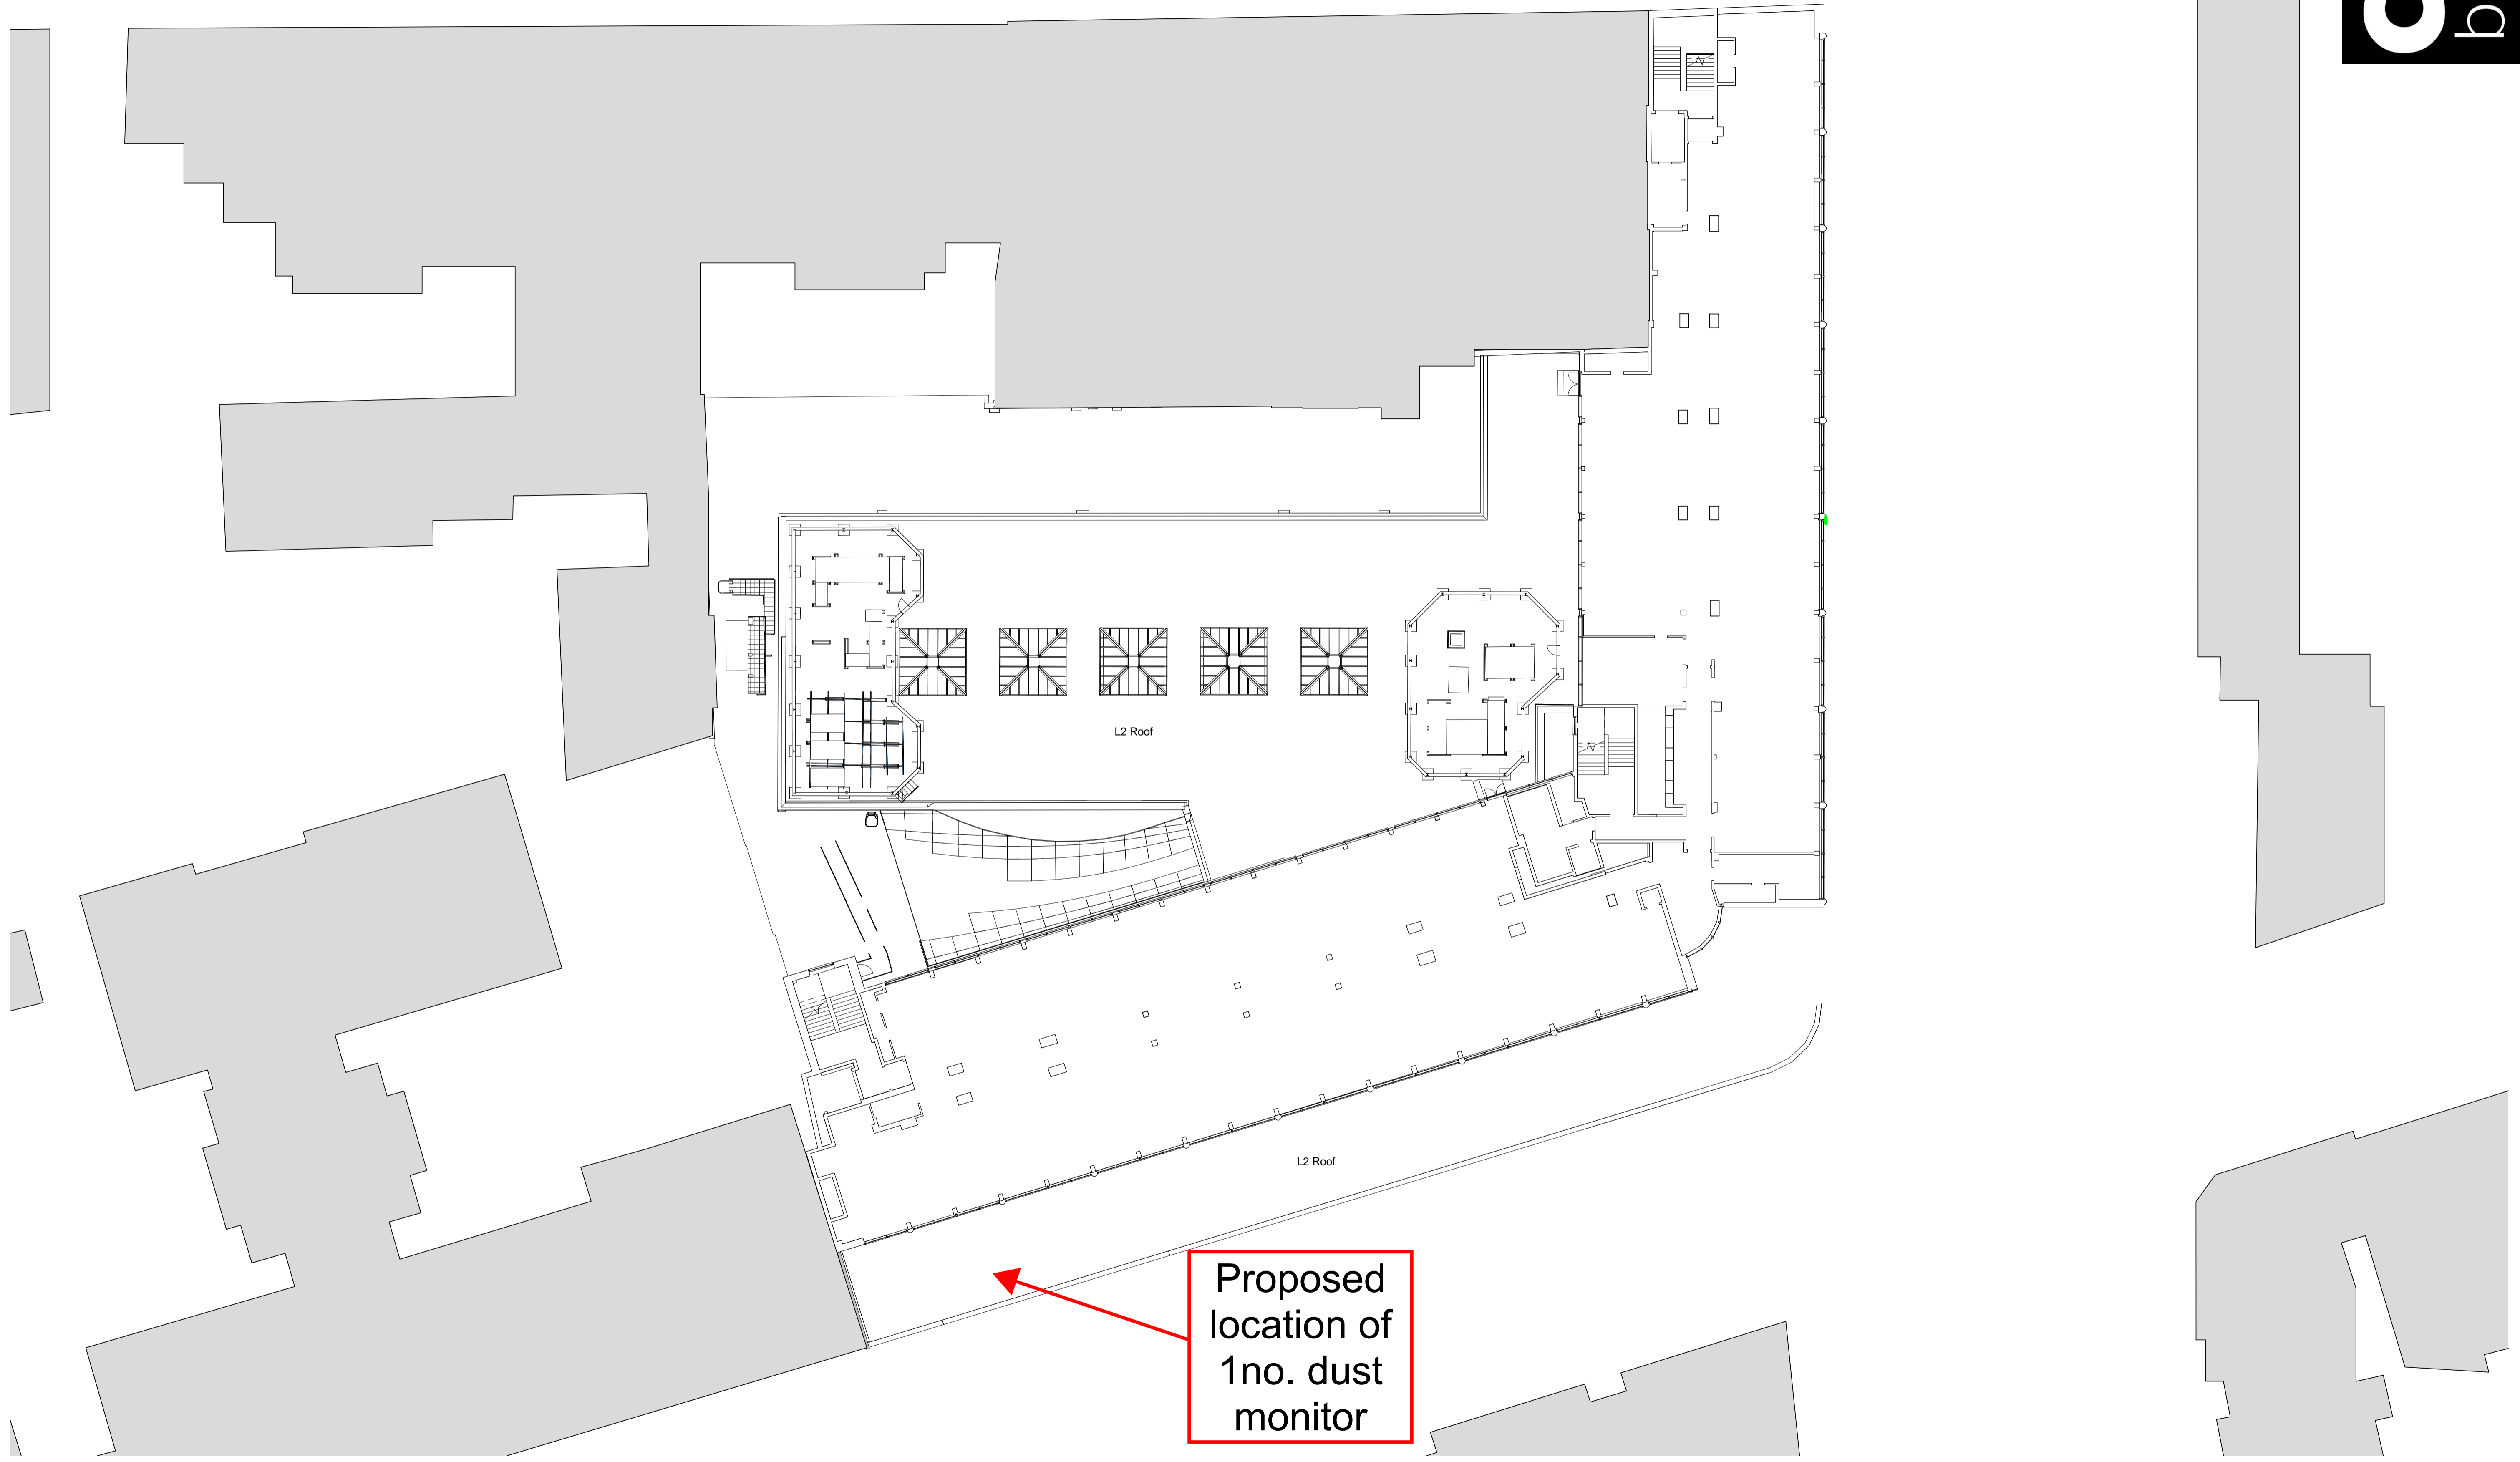 L2 Roof
L2 Roof
Proposed
location of
1no. dust
monitor